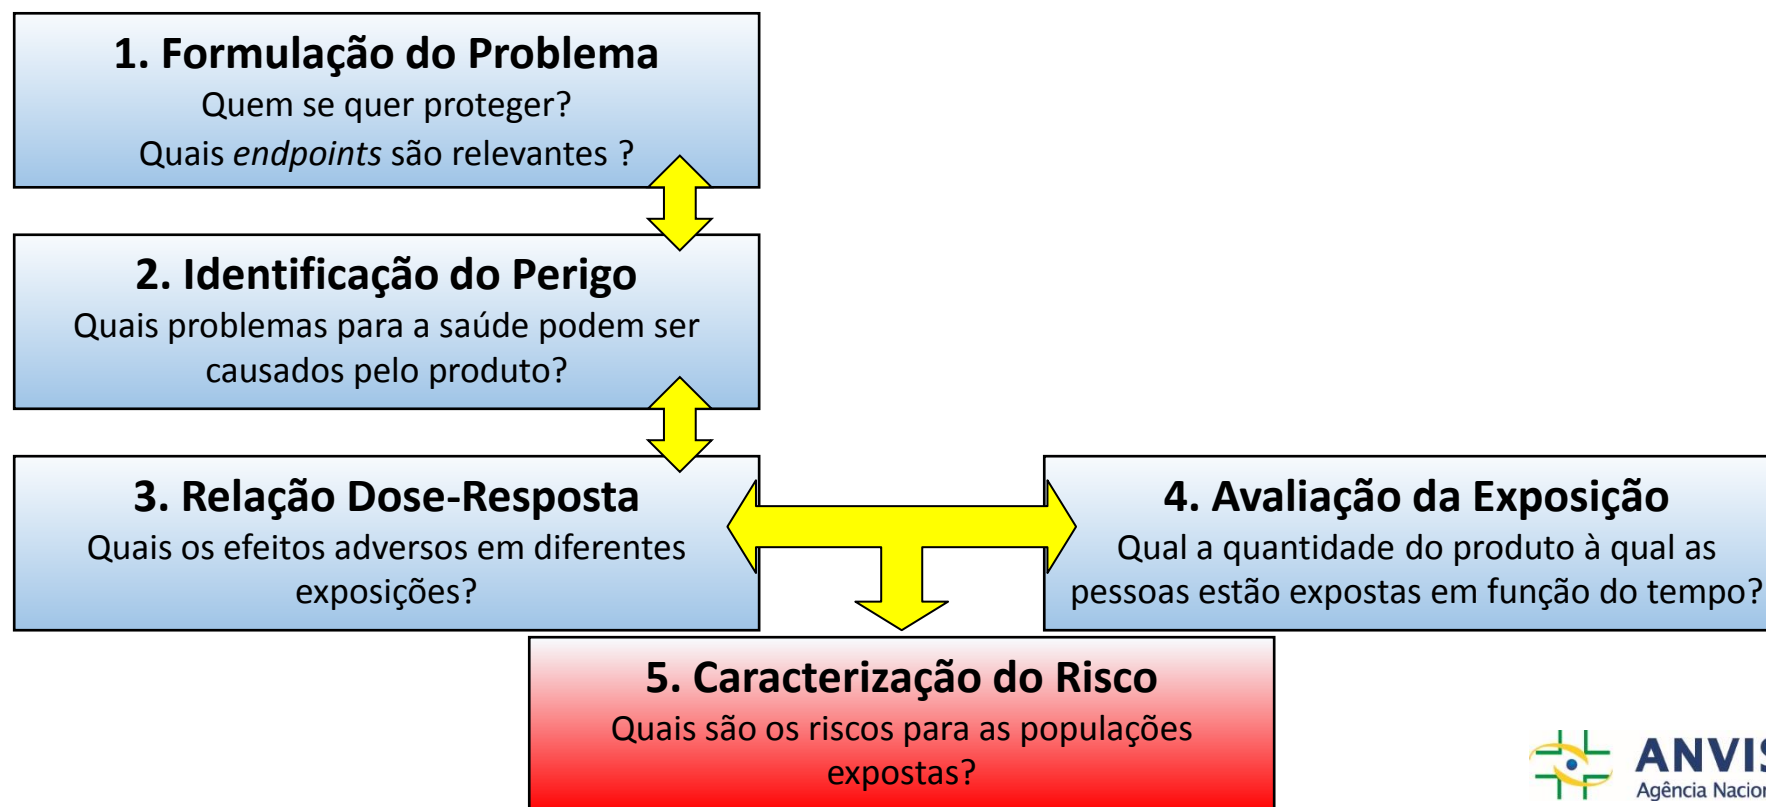 1. Formulação do Problema
Quem se quer proteger?
Quais endpoints são relevantes ?
2. Identificação do Perigo
Quais problemas para a saúde podem ser
causados pelo produto?
3. Relação Dose-Resposta
Quais os efeitos adversos em diferentes
exposições?
4. Avaliação da Exposição
Qual a quantidade do produto à qual as
pessoas estão expostas em função do tempo?
5. Caracterização do Risco
Quais são os riscos para as populações
expostas?
ANVIS
Agência Nacion